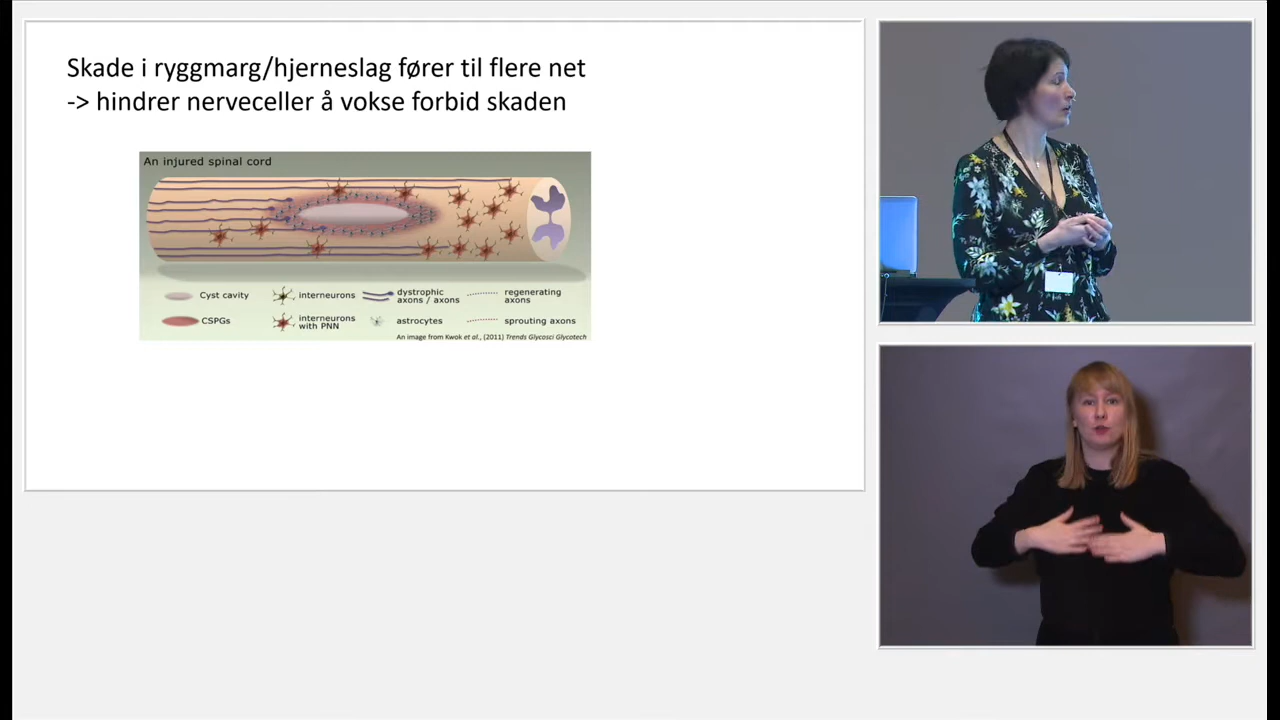 Skade i ryggmarg/hjerneslag fører til flere net
-> hindrer nerveceller å vokse forbid skaden
An injured spinal cord
Cyst cavity
interneurons
dystrophic
axons / axons
regenerating
axons
CSPGs
interneurons
with PNN
astrocytes
sprouting axons
An image from Kwok et al., (2011) Trends Glycosci Glycotech